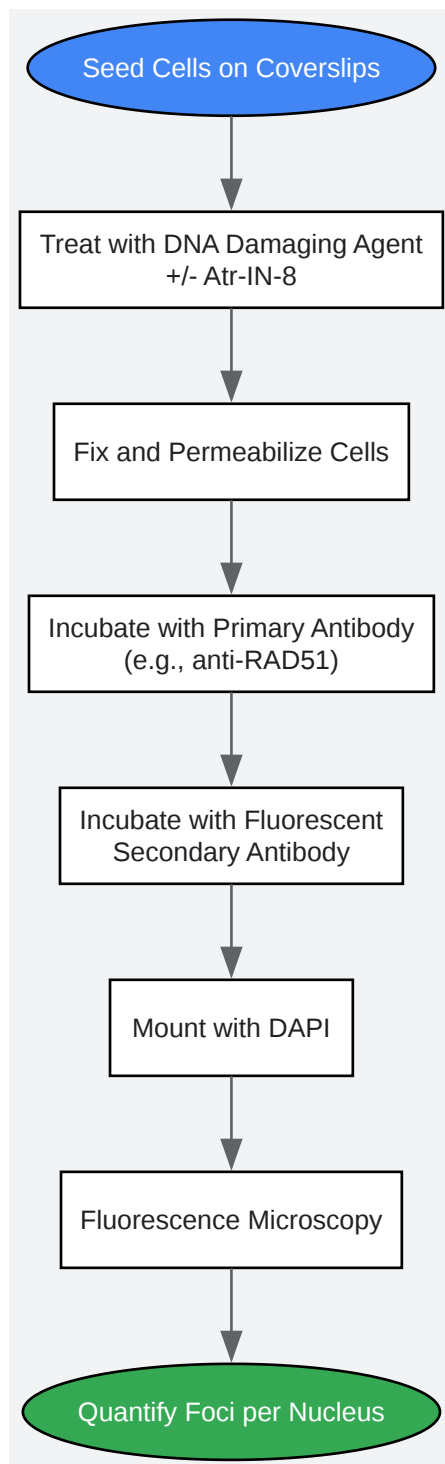 Seed Cells on Coverslips
Treat with DNA Damaging Agent
+/- Atr-IN-8
Fix and Permeabilize Cells
Incubate with Primary Antibody
(e.g., anti-RAD51)
Incubate with Fluorescent
Secondary Antibody
Mount with DAPI
Fluorescence Microscopy
Quantify Foci per Nucleus